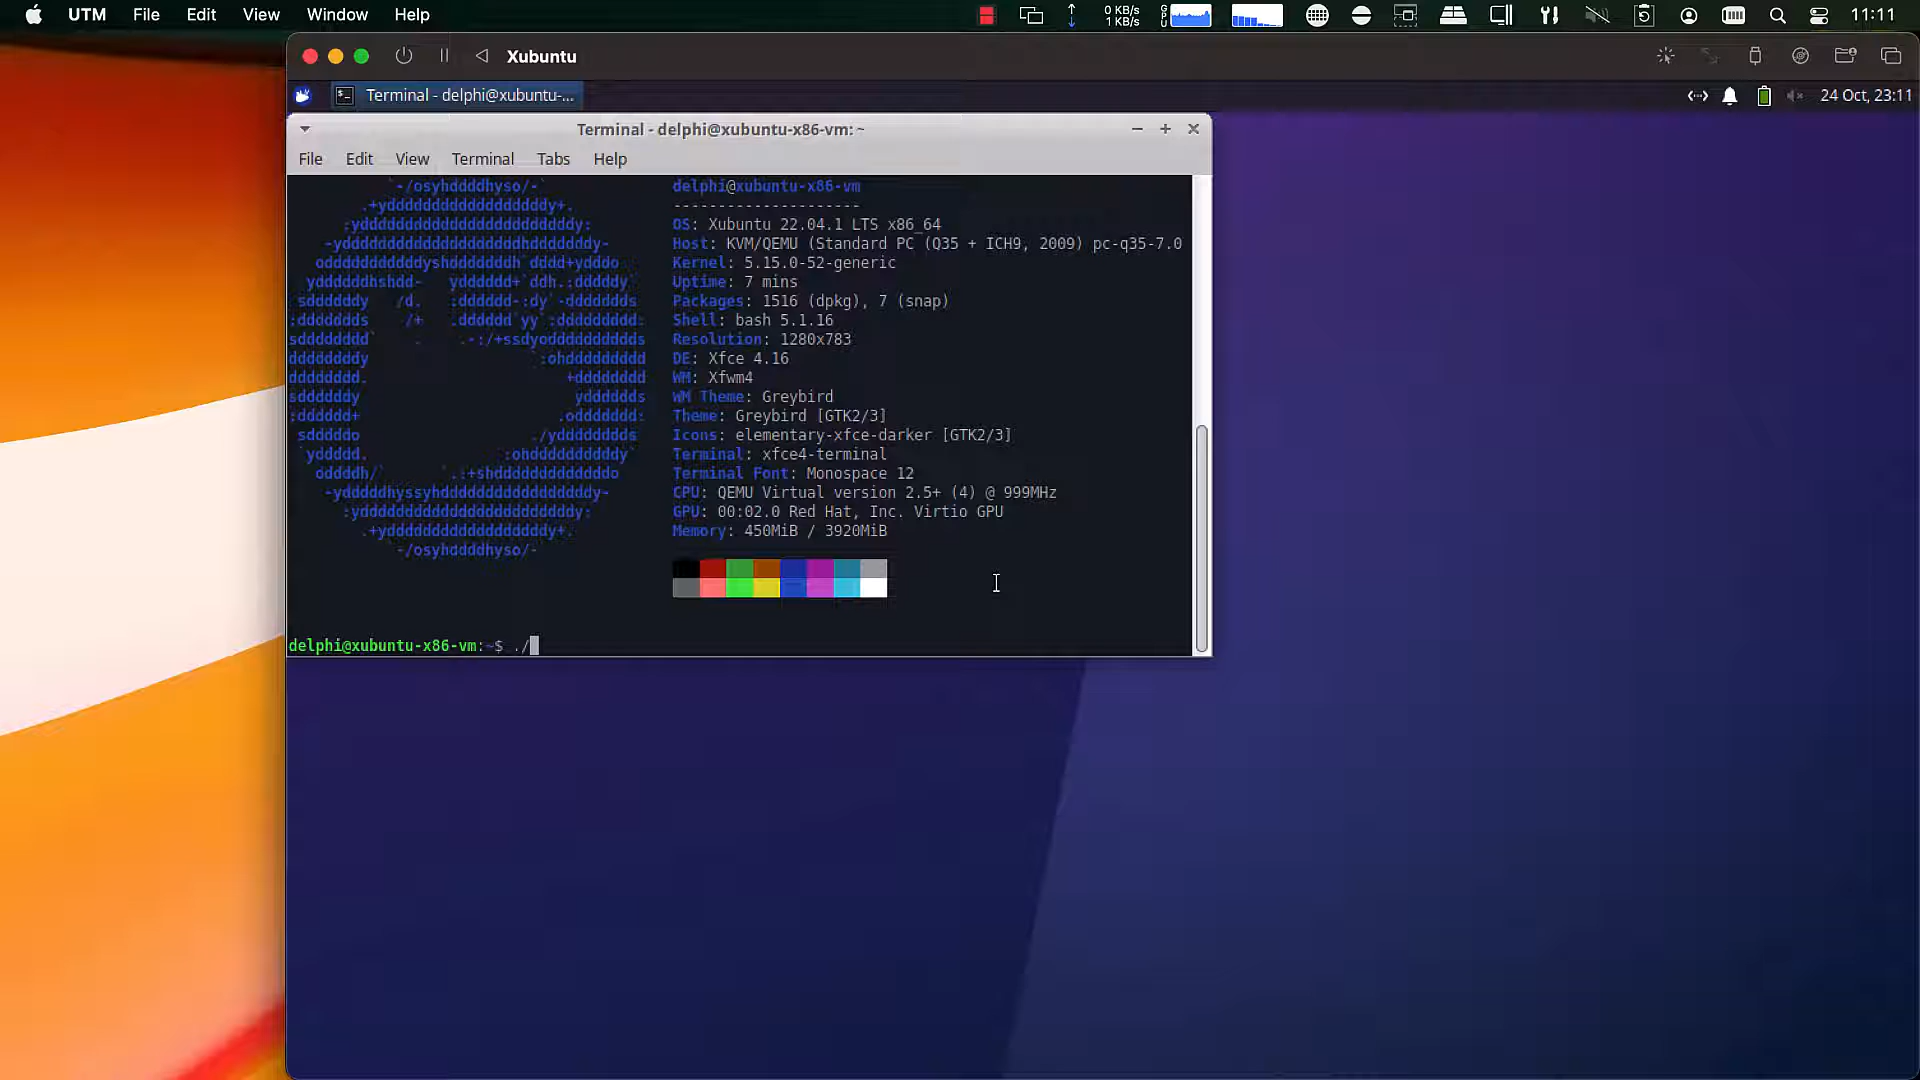 UTM File Edit View Window Help
0 KB/s
1 KB/s
GPU
11:11
Xubuntu
Terminal - delphi@xubuntu-...
24 Oct, 23:11
Terminal - delphi@xubuntu-x86-vm: ~
File Edit View Terminal Tabs Help
delphi@xubuntu-x86-vm
---------------------
OS: Xubuntu 22.04.1 LTS x86_64
Host: KVM/QEMU (Standard PC (Q35 + ICH9, 2009) pc-q35-7.0
Kernel: 5.15.0-52-generic
Uptime: 7 mins
Packages: 1516 (dpkg), 7 (snap)
Shell: bash 5.1.16
Resolution: 1280x783
DE: Xfce 4.16
WM: Xfwm4
WM Theme: Greybird
Theme: Greybird [GTK2/3]
Icons: elementary-xfce-darker [GTK2/3]
Terminal: xfce4-terminal
Terminal Font: Monospace 12
CPU: QEMU Virtual version 2.5+ (4) @ 999MHz
GPU: 00:02.0 Red Hat, Inc. Virtio GPU
Memory: 450MiB / 3920MiB
delphi@xubuntu-x86-vm:~$ ./